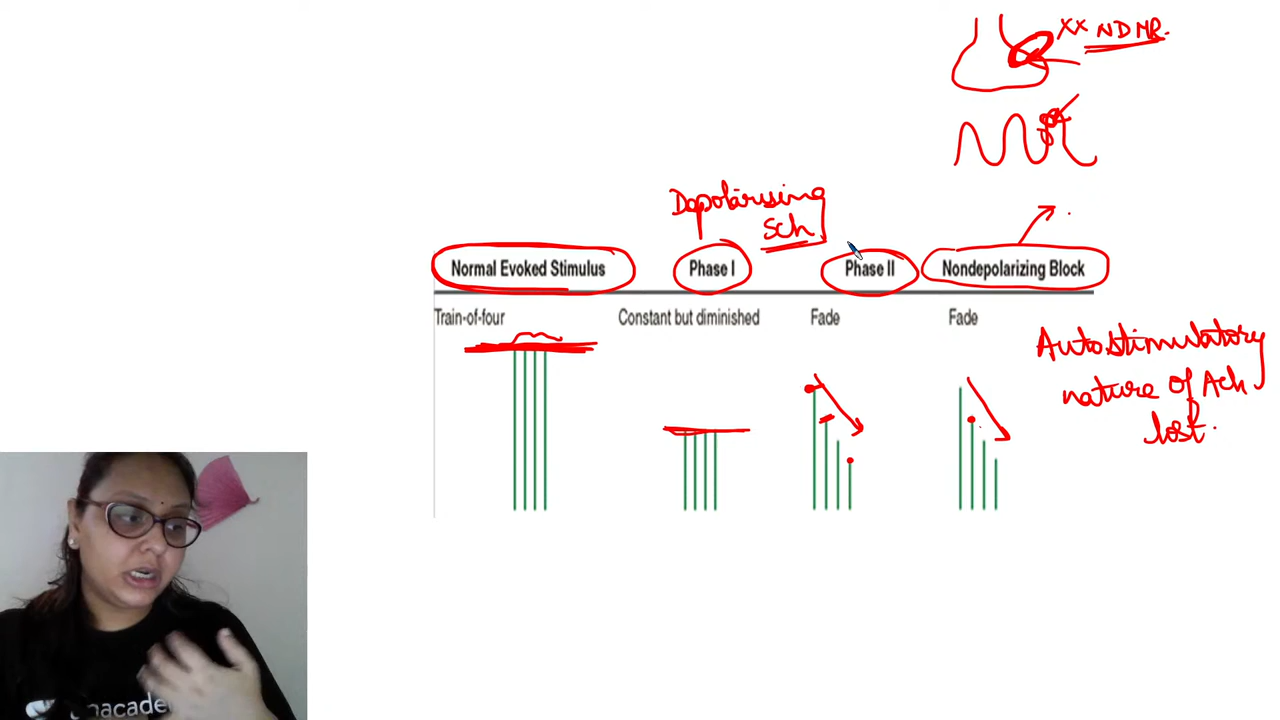 XX NDMR.
Depolarising
Sch
Normal Evoked Stimulus Phase I Phase II Nondepolarizing Block
Train-of-four Constant but diminished Fade Fade
Autostimulatory
nature of Ach
lost.
nacade